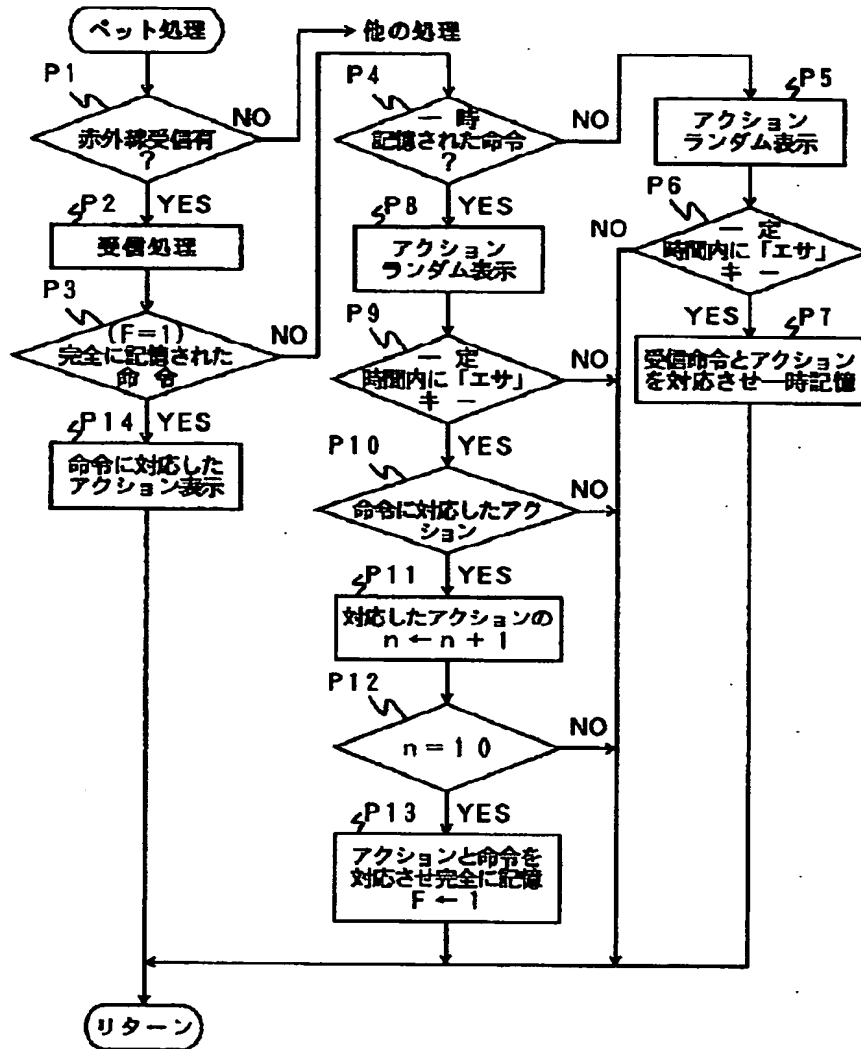 ペット処理
他の処理
P1
赤外線受信有
?
NO
YES
P2
受信処理
P3
(F=1)
完全に記憶された
命令
NO
YES
P14
命令に対応した
アクション表示
リターン
P4
一時
記憶された命令
?
NO
YES
P8
アクション
ランダム表示
P9
一定
時間内に「エサ」
キー
NO
YES
P10
命令に対応したアク
ション
NO
YES
P11
対応したアクションの
n←n+1
P12
n=10
NO
YES
P13
アクションと命令を
対応させ完全に記憶
F←1
P5
アクション
ランダム表示
P6
一定
時間内に「エサ」
キー
NO
YES
P7
受信命令とアクション
を対応させ一時記憶